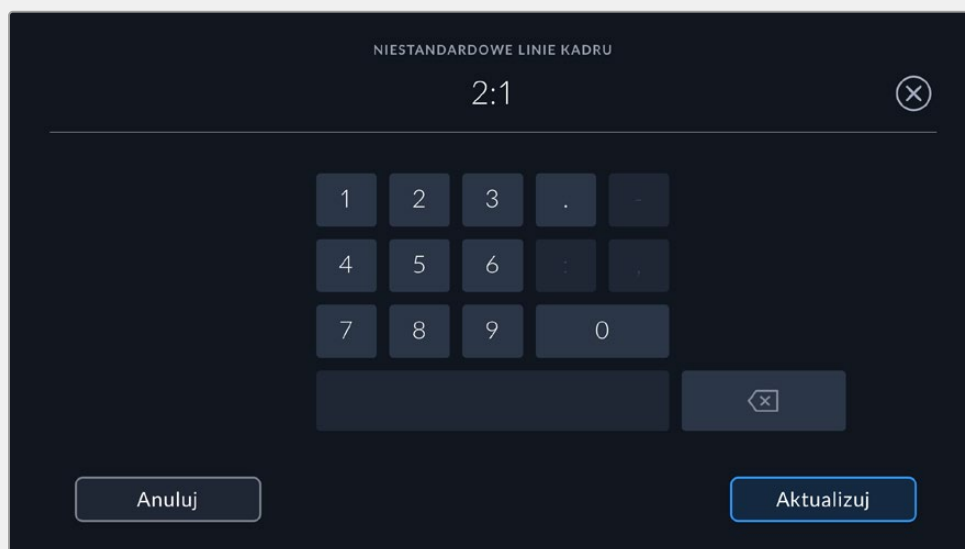 NIESTANDARDOWE LINIE KADRU
2:1
1 2 3 . -
4 5 6 : ,
7 8 9 0
Anuluj Aktualizuj